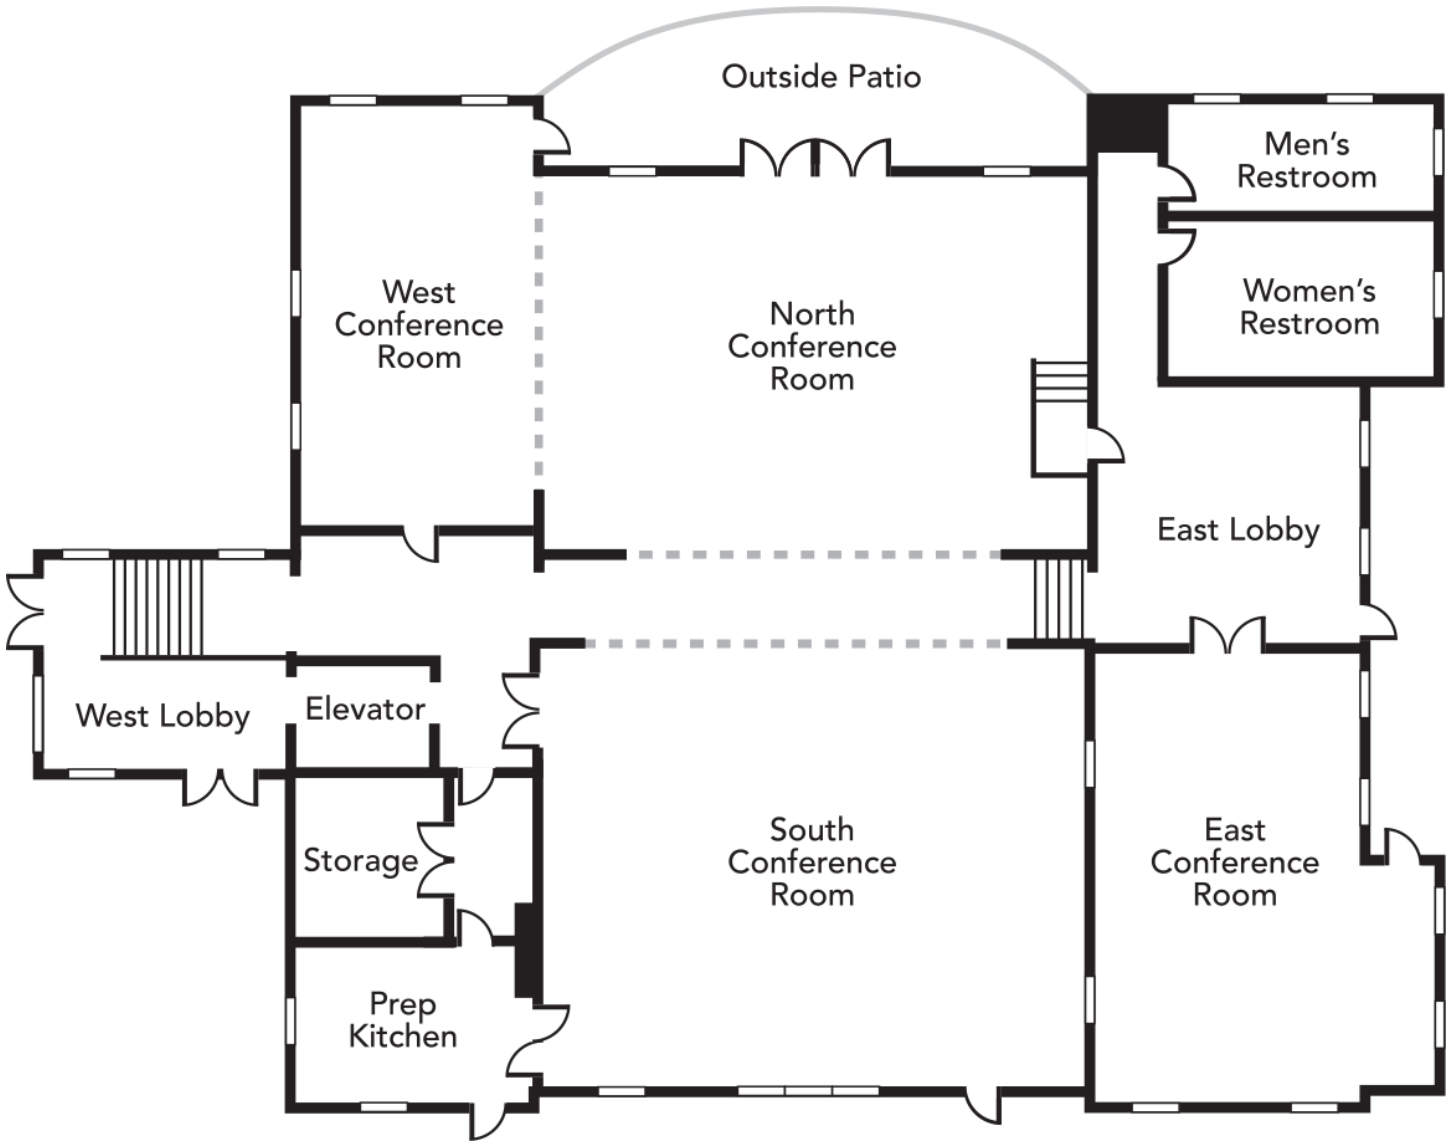 Outside Patio
Men's
Restroom
West
Conference
Room
North
Conference
Room
Women's
Restroom
East Lobby
West Lobby
Elevator
Storage
South
Conference
Room
East
Conference
Room
Prep
Kitchen